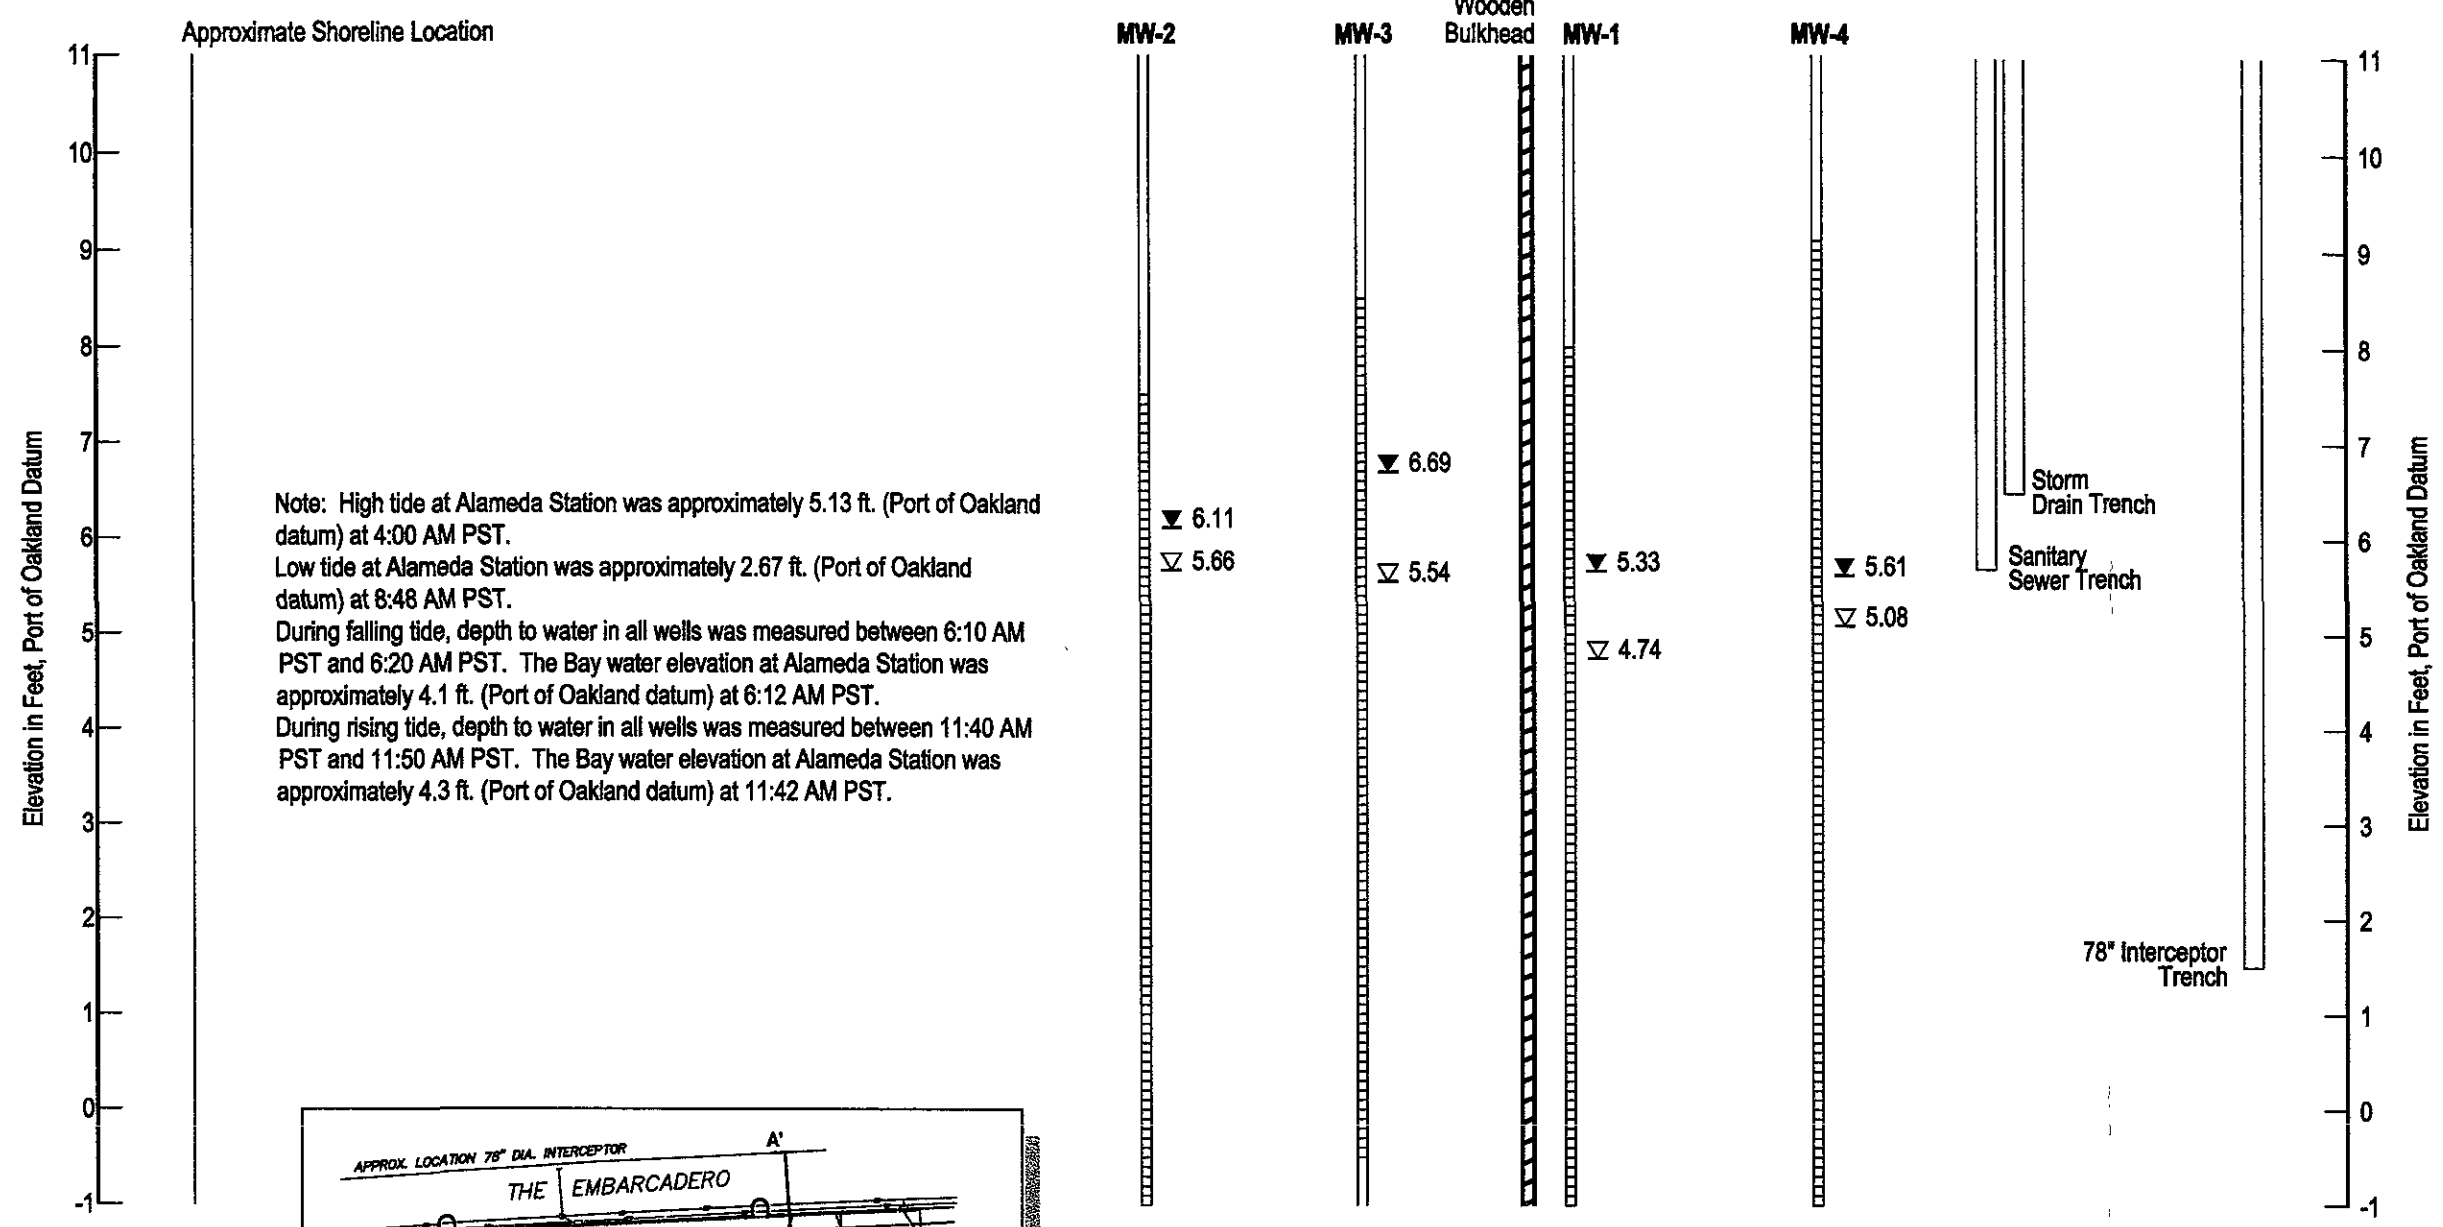 Wooden
Approximate Shoreline Location
MW-2
MW-3
Bulkhead
MW-1
MW-4
11
10
9
8
7
6
5
4
3
2
1
0
-1
Elevation in Feet, Port of Oakland Datum
Note: High tide at Alameda Station was approximately 5.13 ft. (Port of Oakland
datum) at 4:00 AM PST.
Low tide at Alameda Station was approximately 2.67 ft. (Port of Oakland
datum) at 8:48 AM PST.
During falling tide, depth to water in all wells was measured between 6:10 AM
PST and 6:20 AM PST. The Bay water elevation at Alameda Station was
approximately 4.1 ft. (Port of Oakland datum) at 6:12 AM PST.
During rising tide, depth to water in all wells was measured between 11:40 AM
PST and 11:50 AM PST. The Bay water elevation at Alameda Station was
approximately 4.3 ft. (Port of Oakland datum) at 11:42 AM PST.
6.11
5.66
6.69
5.54
5.33
4.74
5.61
5.08
Storm
Drain Trench
Sanitary
Sewer Trench
78" Interceptor
Trench
11
10
9
8
7
6
5
4
3
2
1
0
-1
Elevation in Feet, Port of Oakland Datum
A'
APPROX. LOCATION 78" DIA. INTERCEPTOR
THE EMBARCADERO